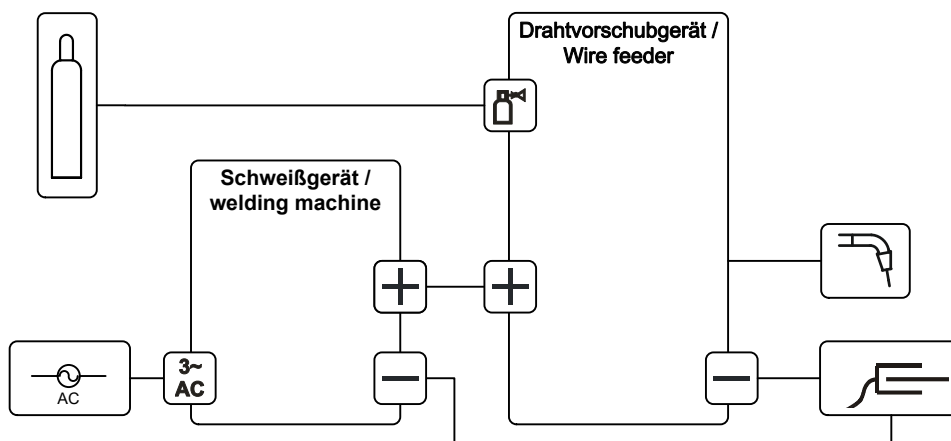 Drahtvorschubgerät /
Wire feeder
Schweißgerät /
welding machine
3~
AC
AC